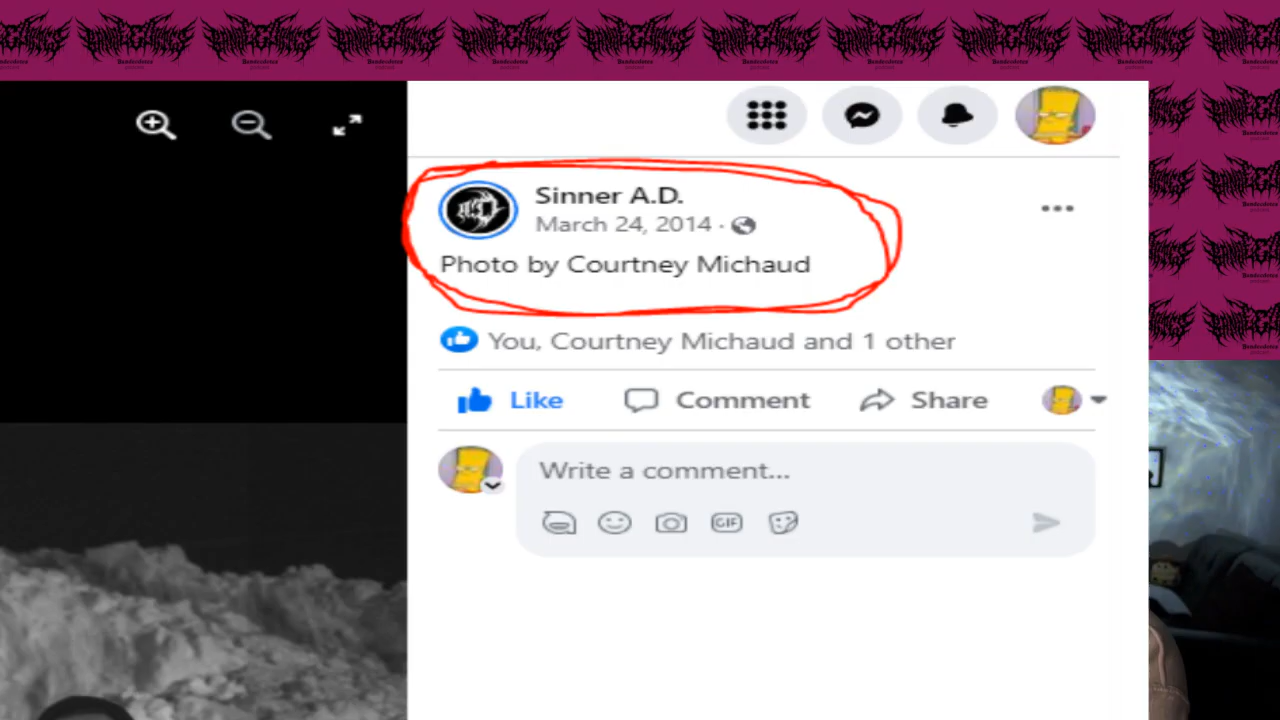 Sinner A.D.
March 24, 2014 ·
Photo by Courtney Michaud
You, Courtney Michaud and 1 other
Like Comment Share
Write a comment...
GIF